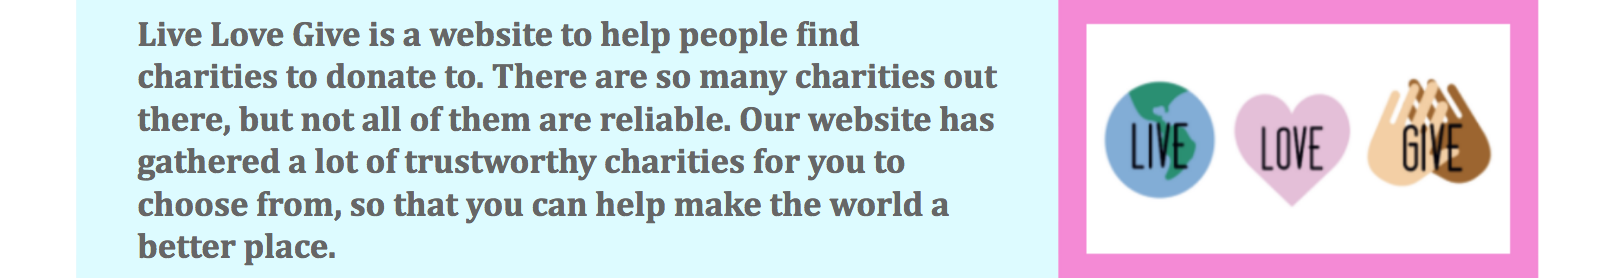 Live Love Give is a website to help people find
charities to donate to. There are so many charities out
there, but not all of them are reliable. Our website has
gathered a lot of trustworthy charities for you to
choose from, so that you can help make the world a
better place.
LIVE LOVE GIVE